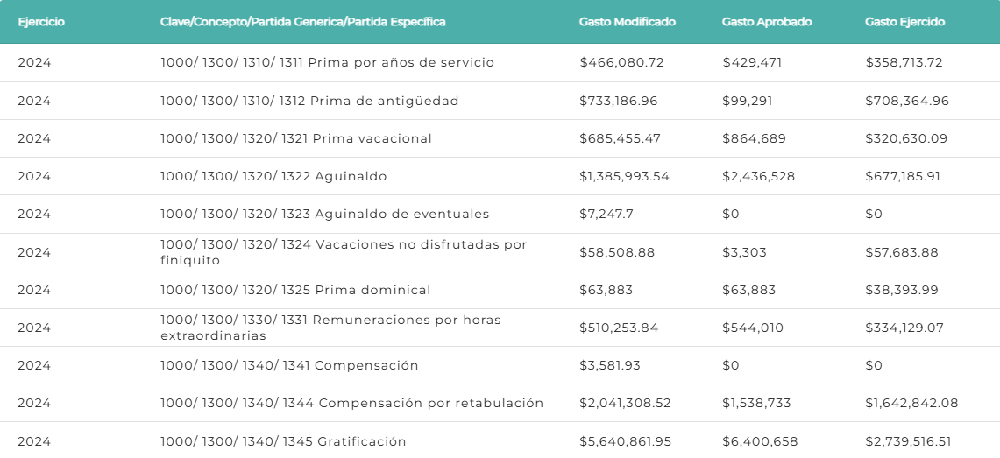 Ejercicio Clave/Concepto/Partida Generica/Partida Específica Gasto Modificado Gasto Aprobado Gasto Ejercido
2024 1000/ 1300/ 1310/ 1311 Prima por años de servicio $466,080.72 $429,471 $358,713.72
2024 1000/ 1300/ 1310/ 1312 Prima de antigüedad $733,186.96 $99,291 $708,364.96
2024 1000/ 1300/ 1320/ 1321 Prima vacacional $685,455.47 $864,689 $320,630.09
2024 1000/ 1300/ 1320/ 1322 Aguinaldo $1,385,993.54 $2,436,528 $677,185.91
2024 1000/ 1300/ 1320/ 1323 Aguinaldo de eventuales $7,247.7 $0 $0
2024 1000/ 1300/ 1320/ 1324 Vacaciones no disfrutadas por
finiquito $58,508.88 $3,303 $57,683.88
2024 1000/ 1300/ 1320/ 1325 Prima dominical $63,883 $63,883 $38,393.99
2024 1000/ 1300/ 1330/ 1331 Remuneraciones por horas
extraordinarias $510,253.84 $544,010 $334,129.07
2024 1000/ 1300/ 1340/ 1341 Compensación $3,581.93 $0 $0
2024 1000/ 1300/ 1340/ 1344 Compensación por retabulación $2,041,308.52 $1,538,733 $1,642,842.08
2024 1000/ 1300/ 1340/ 1345 Gratificación $5,640,861.95 $6,400,658 $2,739,516.51